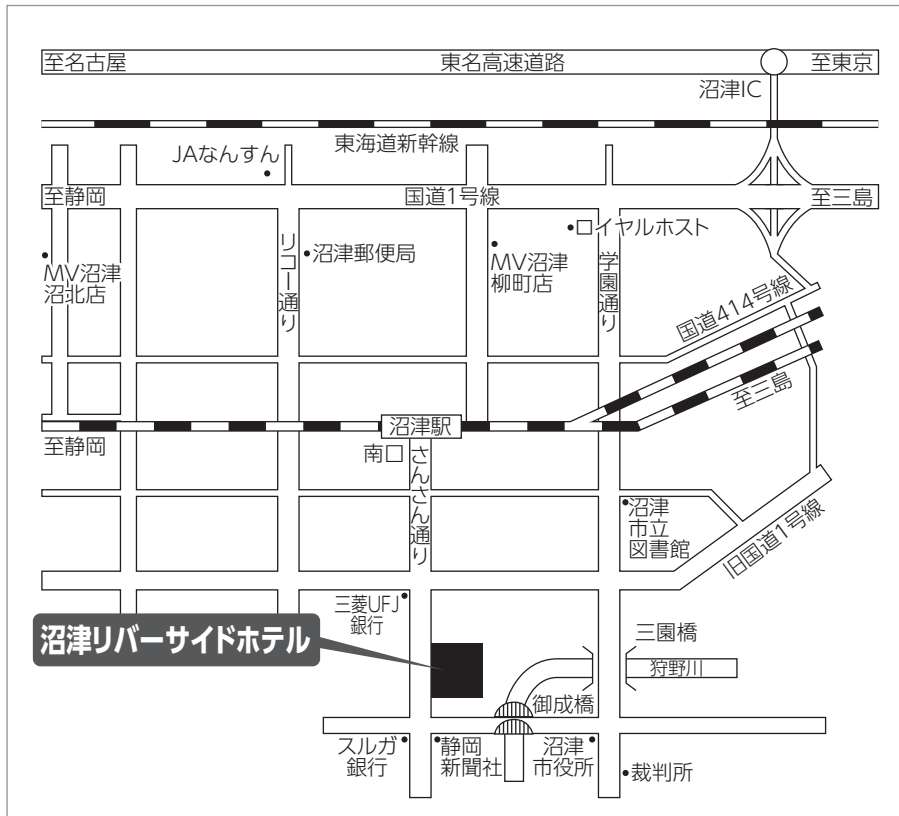 至名古屋
東名高速道路
至東京
沼津IC
東海道新幹線
JAなんすん
至静岡
国道1号線
至三島
ロイヤルホスト
リコー通り
沼津郵便局
学園通り
MV沼津
沼北店
MV沼津
柳町店
国道414号線
至三島
沼津駅
至静岡
南口
さんさん通り
沼津
市立
図書館
旧国道1号線
三菱UFJ
銀行
沼津リバーサイドホテル
三園橋
狩野川
御成橋
スルガ
銀行
静岡
新聞社
沼津
市役所
裁判所